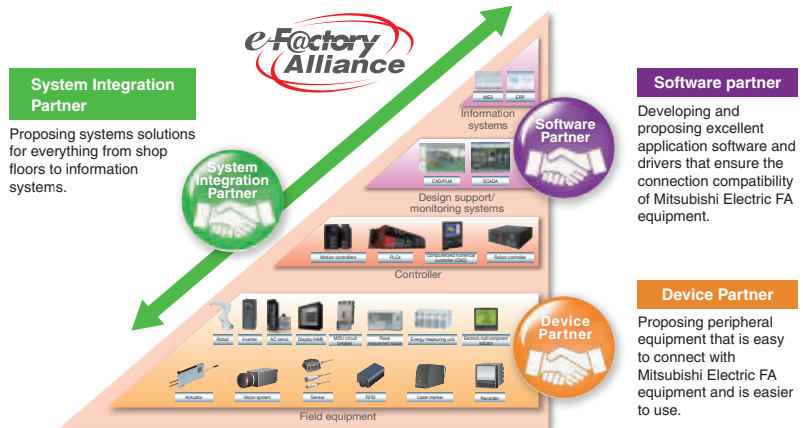 e-F@ctory
Alliance
System Integration
Partner
Proposing systems solutions
for everything from shop
floors to information
systems.
System
Integration
Partner
MES
ERP
Information
systems
Software
Partner
CAD/PLM
SCADA
Design support/
monitoring systems
Motion controllers
PLCs
Computerized numerical
controller (CNC)
Robot controller
Controller
Robot
Inverter
AC servo
Display (HMI)
MDU circuit
breaker
Power
measurement module
Energy measuring unit
Electronic multi-component
indicator
Device
Partner
Actuator
Vision system
Sensor
RFID
Laser marker
Recorder
Field equipment
Software partner
Developing and
proposing excellent
application software and
drivers that ensure the
connection compatibility
of Mitsubishi Electric FA
equipment.
Device Partner
Proposing peripheral
equipment that is easy
to connect with
Mitsubishi Electric FA
equipment and is easier
to use.